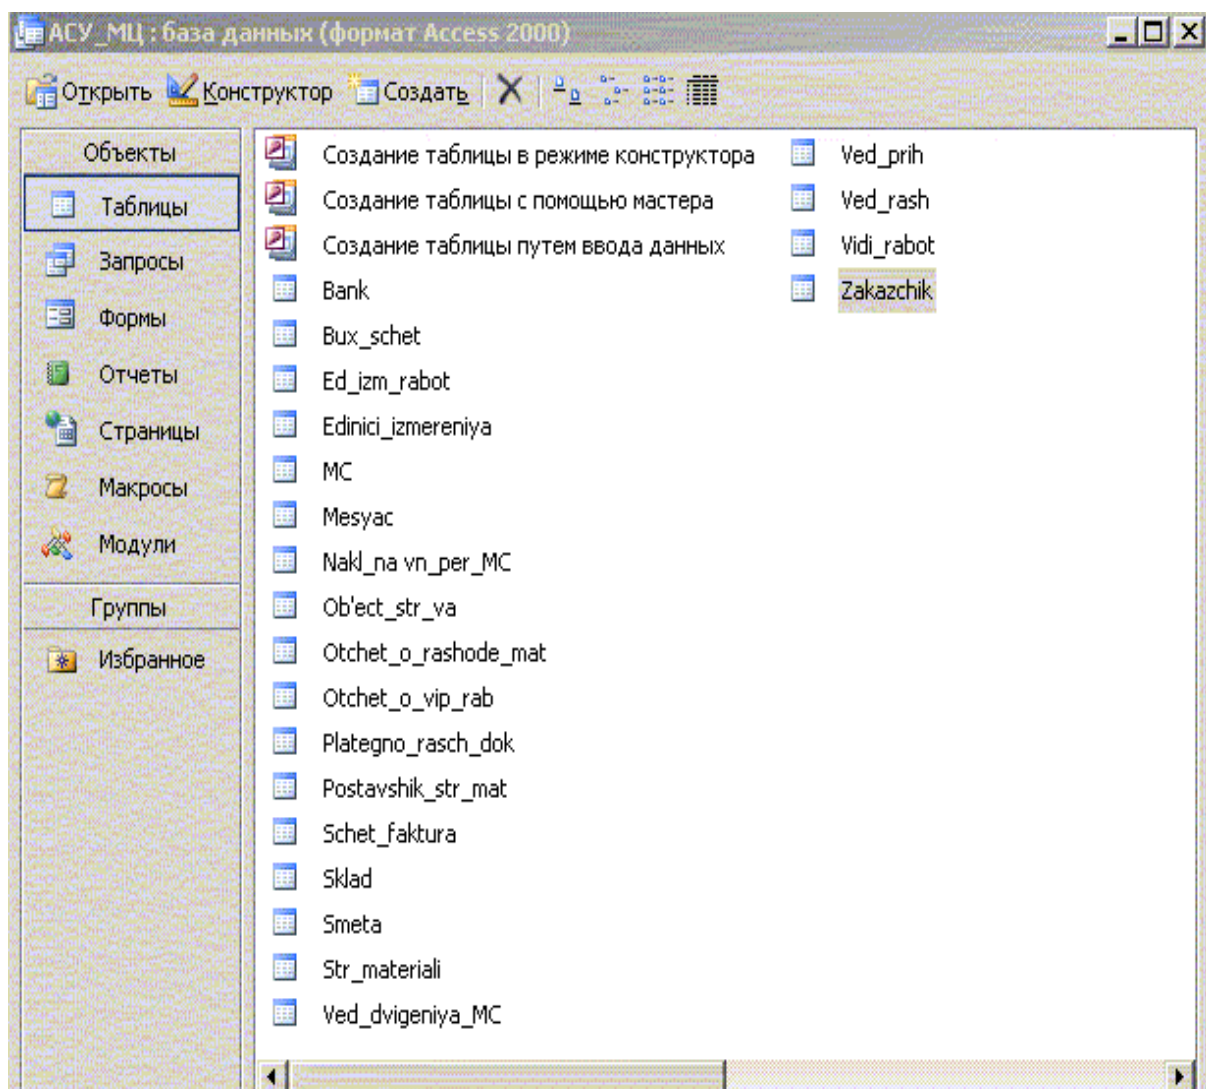 АСУ_МЦ : база данных (формат Access 2000)
Открыть Конструктор Создать
Объекты
Таблицы
Запросы
Формы
Отчеты
Страницы
Макросы
Модули
Группы
Избранное
Создание таблицы в режиме конструктора
Создание таблицы с помощью мастера
Создание таблицы путем ввода данных
Bank
Bux_schet
Ed_izm_rabot
Edinici_izmereniya
MC
Mesyac
Nakl_na vn_per_MC
Ob'ect_str_va
Otchet_o_rashode_mat
Otchet_o_vip_rab
Plategno_rasch_dok
Postavshik_str_mat
Schet_faktura
Sklad
Smeta
Str_materiali
Ved_dvigeniya_MC
Ved_prih
Ved_rash
Vidi_rabot
Zakazchik